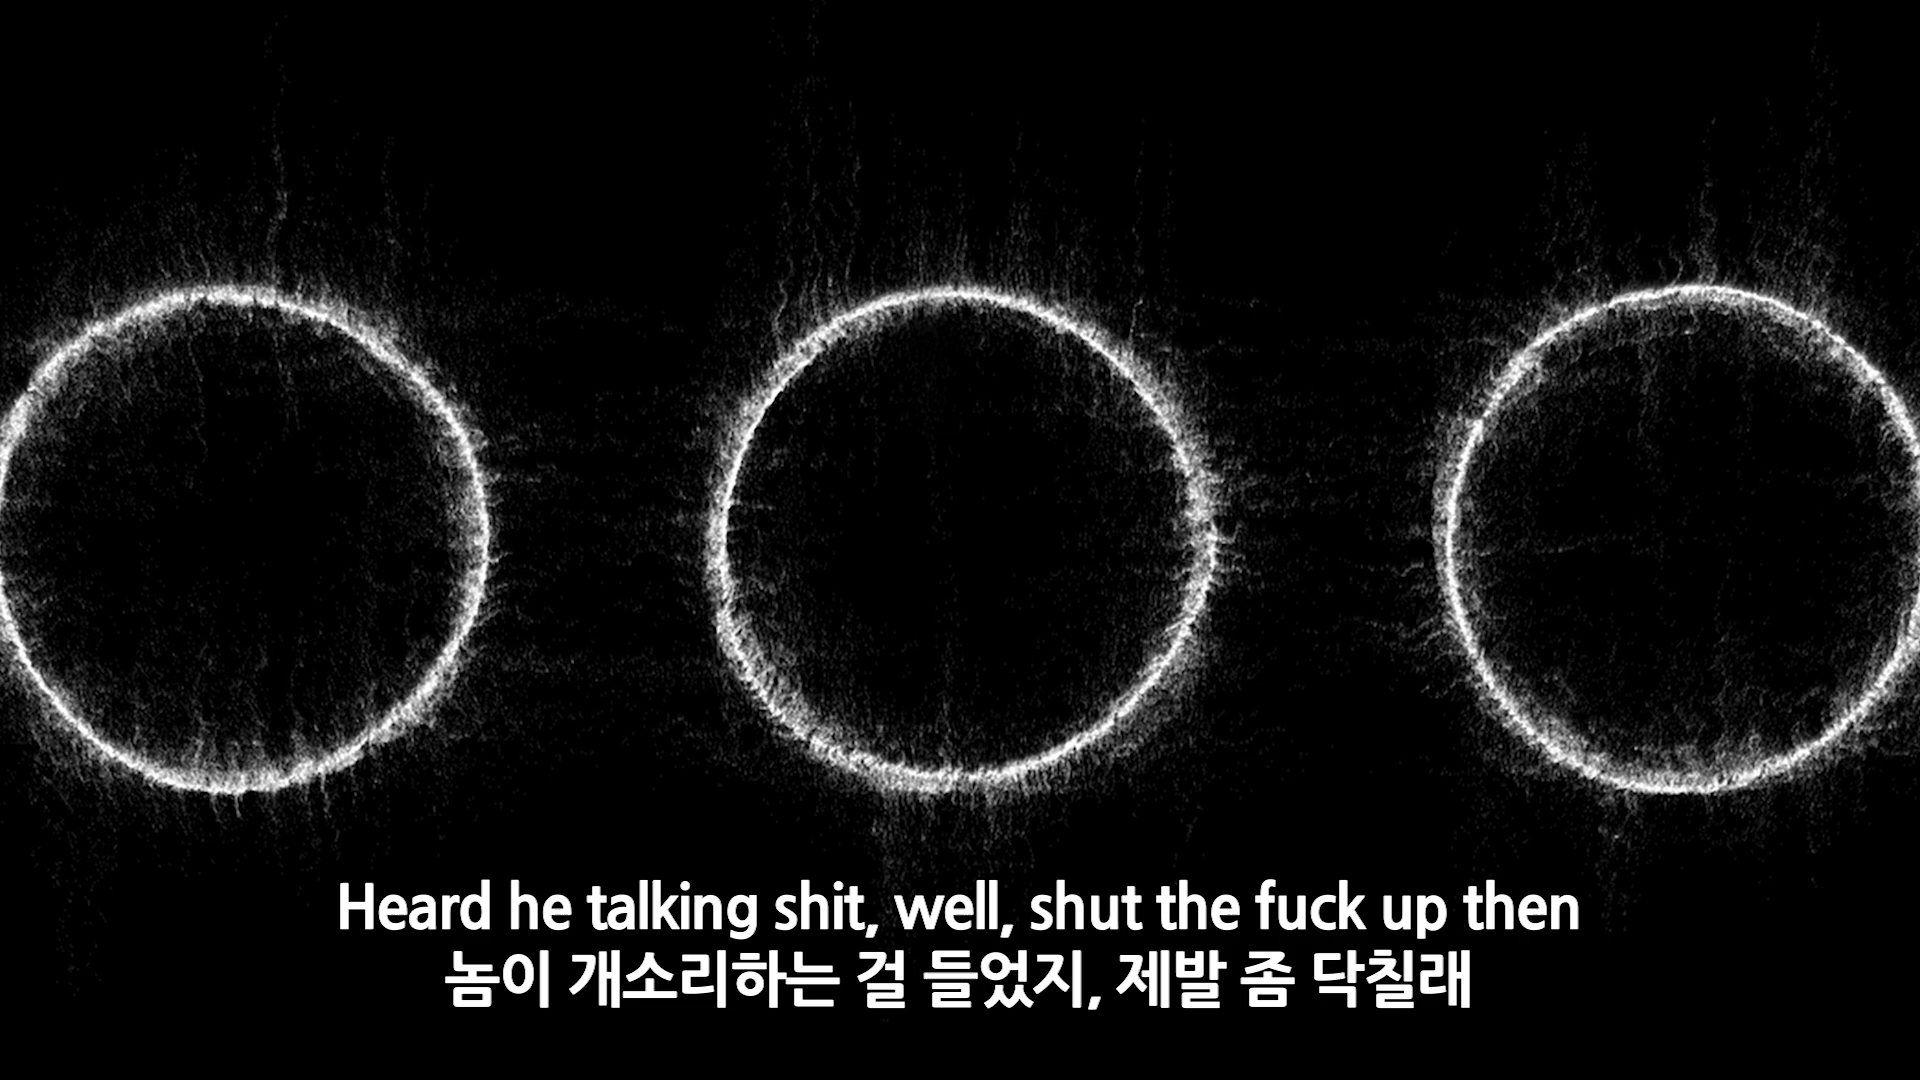 Heard he talking shit, well, shut the fuck up then
놈이 개소리하는 걸 들었지, 제발 좀 닥칠래